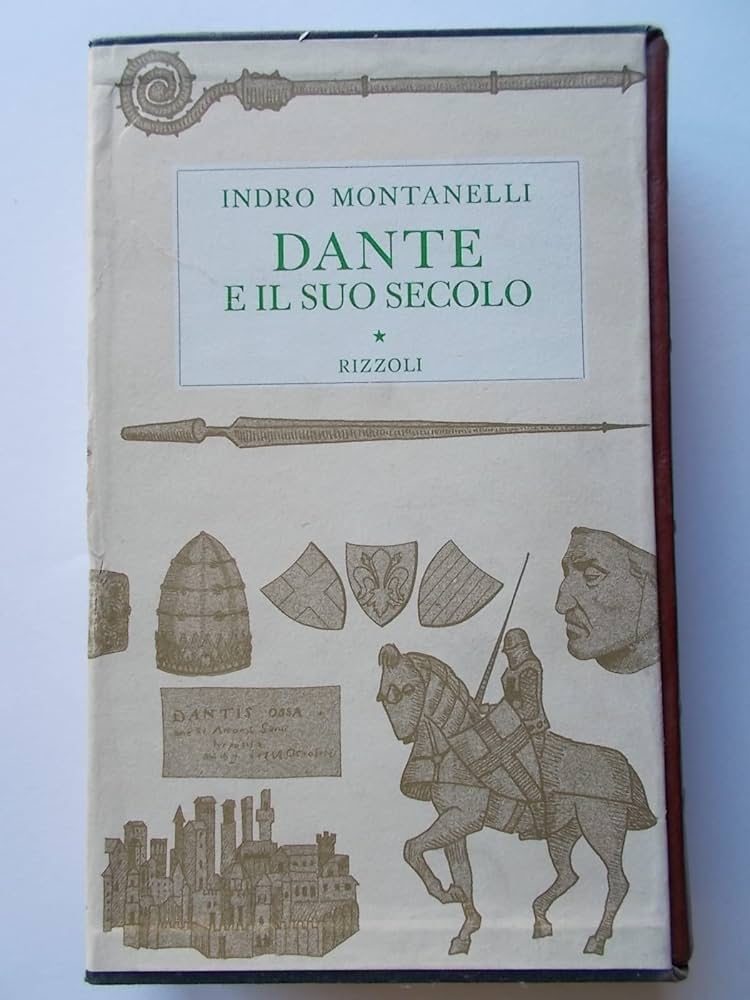 INDRO MONTANELLI
DANTE
E IL SUO SECOLO
RIZZOLI
DANTIS OSSA